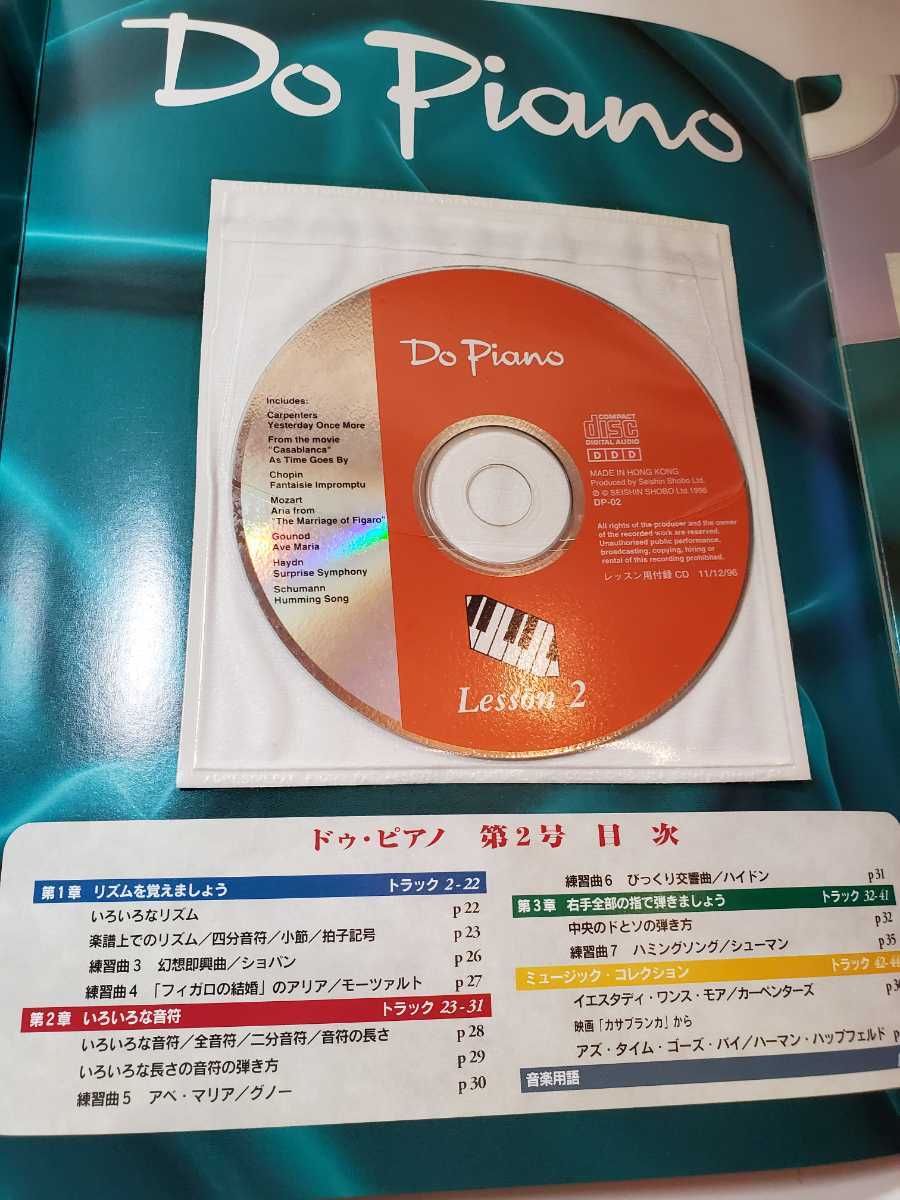 Do Piano
Do Piano
Includes:
Carpenters
Yesterday Once More
From the movie
"Casablanca"
As Time Goes By
Chopin
Fantaisie Impromptu
Mozart
Aria from
"The Marriage of Figaro"
Gounod
Ave Maria
Haydn
Surprise Symphony
Schumann
Humming Song
COMPACT
disc
DIGITAL AUDIO
DDD
MADE IN HONG KONG
Produced by Seishin Shobo Ltd.
℗ © SEISHIN SHOBO Ltd.1996
DP-02
All rights of the producer and the owner
of the recorded work are reserved.
Unauthorised public performance,
broadcasting, copying, hiring or
rental of this recording prohibited.
レッスン用付録 CD 11/12/96
Lesson 2
ドゥ・ピアノ 第2号 目次
第1章 リズムを覚えましょう トラック 2-22
いろいろなリズム p22
楽譜上でのリズム/四分音符/小節/拍子記号 p23
練習曲3 幻想即興曲/ショパン p26
練習曲4 「フィガロの結婚」のアリア/モーツァルト p27
第2章 いろいろな音符 トラック 23-31
いろいろな音符/全音符/二分音符/音符の長さ p28
いろいろな長さの音符の弾き方 p29
練習曲5 アベ・マリア/グノー p30
練習曲6 びっくり交響曲/ハイドン p31
第3章 右手全部の指で弾きましょう トラック 32-41
中央のドとソの弾き方 p32
練習曲7 ハミングソング/シューマン p35
ミュージック・コレクション トラック 42-4
イエスタディ・ワンス・モア/カーペンターズ
映画「カサブランカ」から
アズ・タイム・ゴーズ・バイ/ハーマン・ハップフェルド
音楽用語